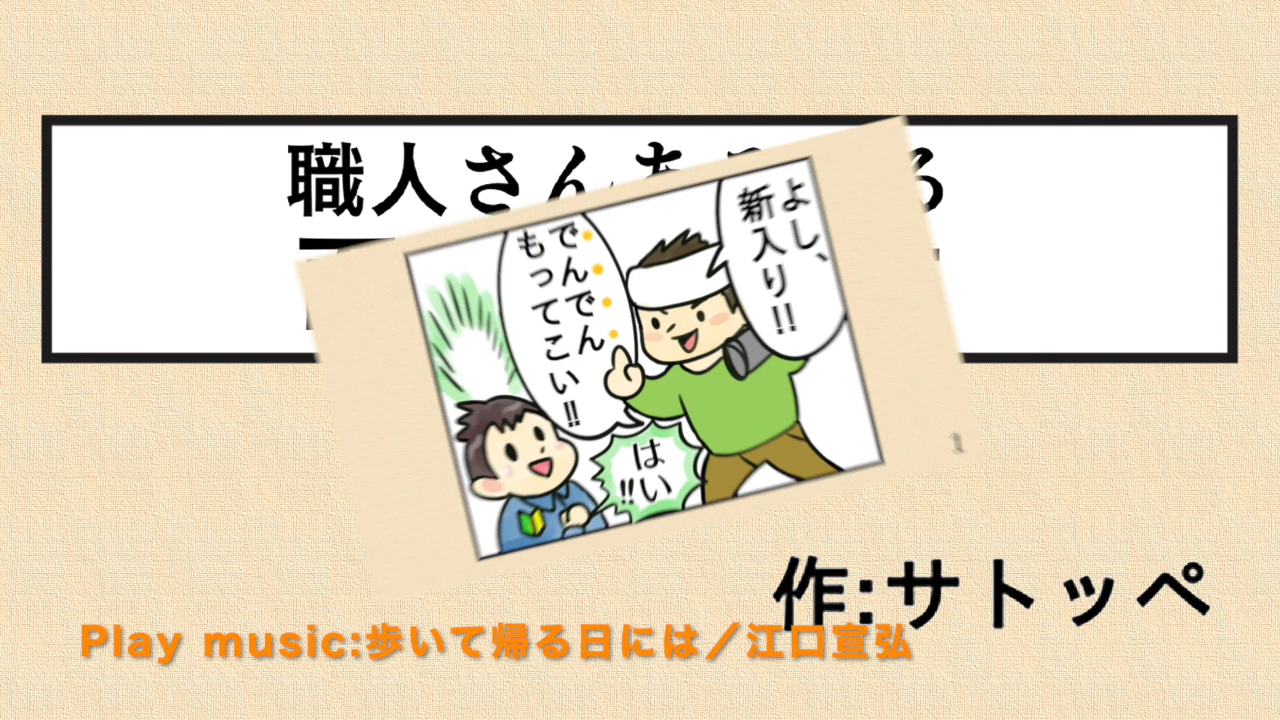 職人さんあ
よし、
新入り!!
でんでん
もってこい!!
はい!!
作:サトッペ
Play music:歩いて帰る日には／江口宣弘